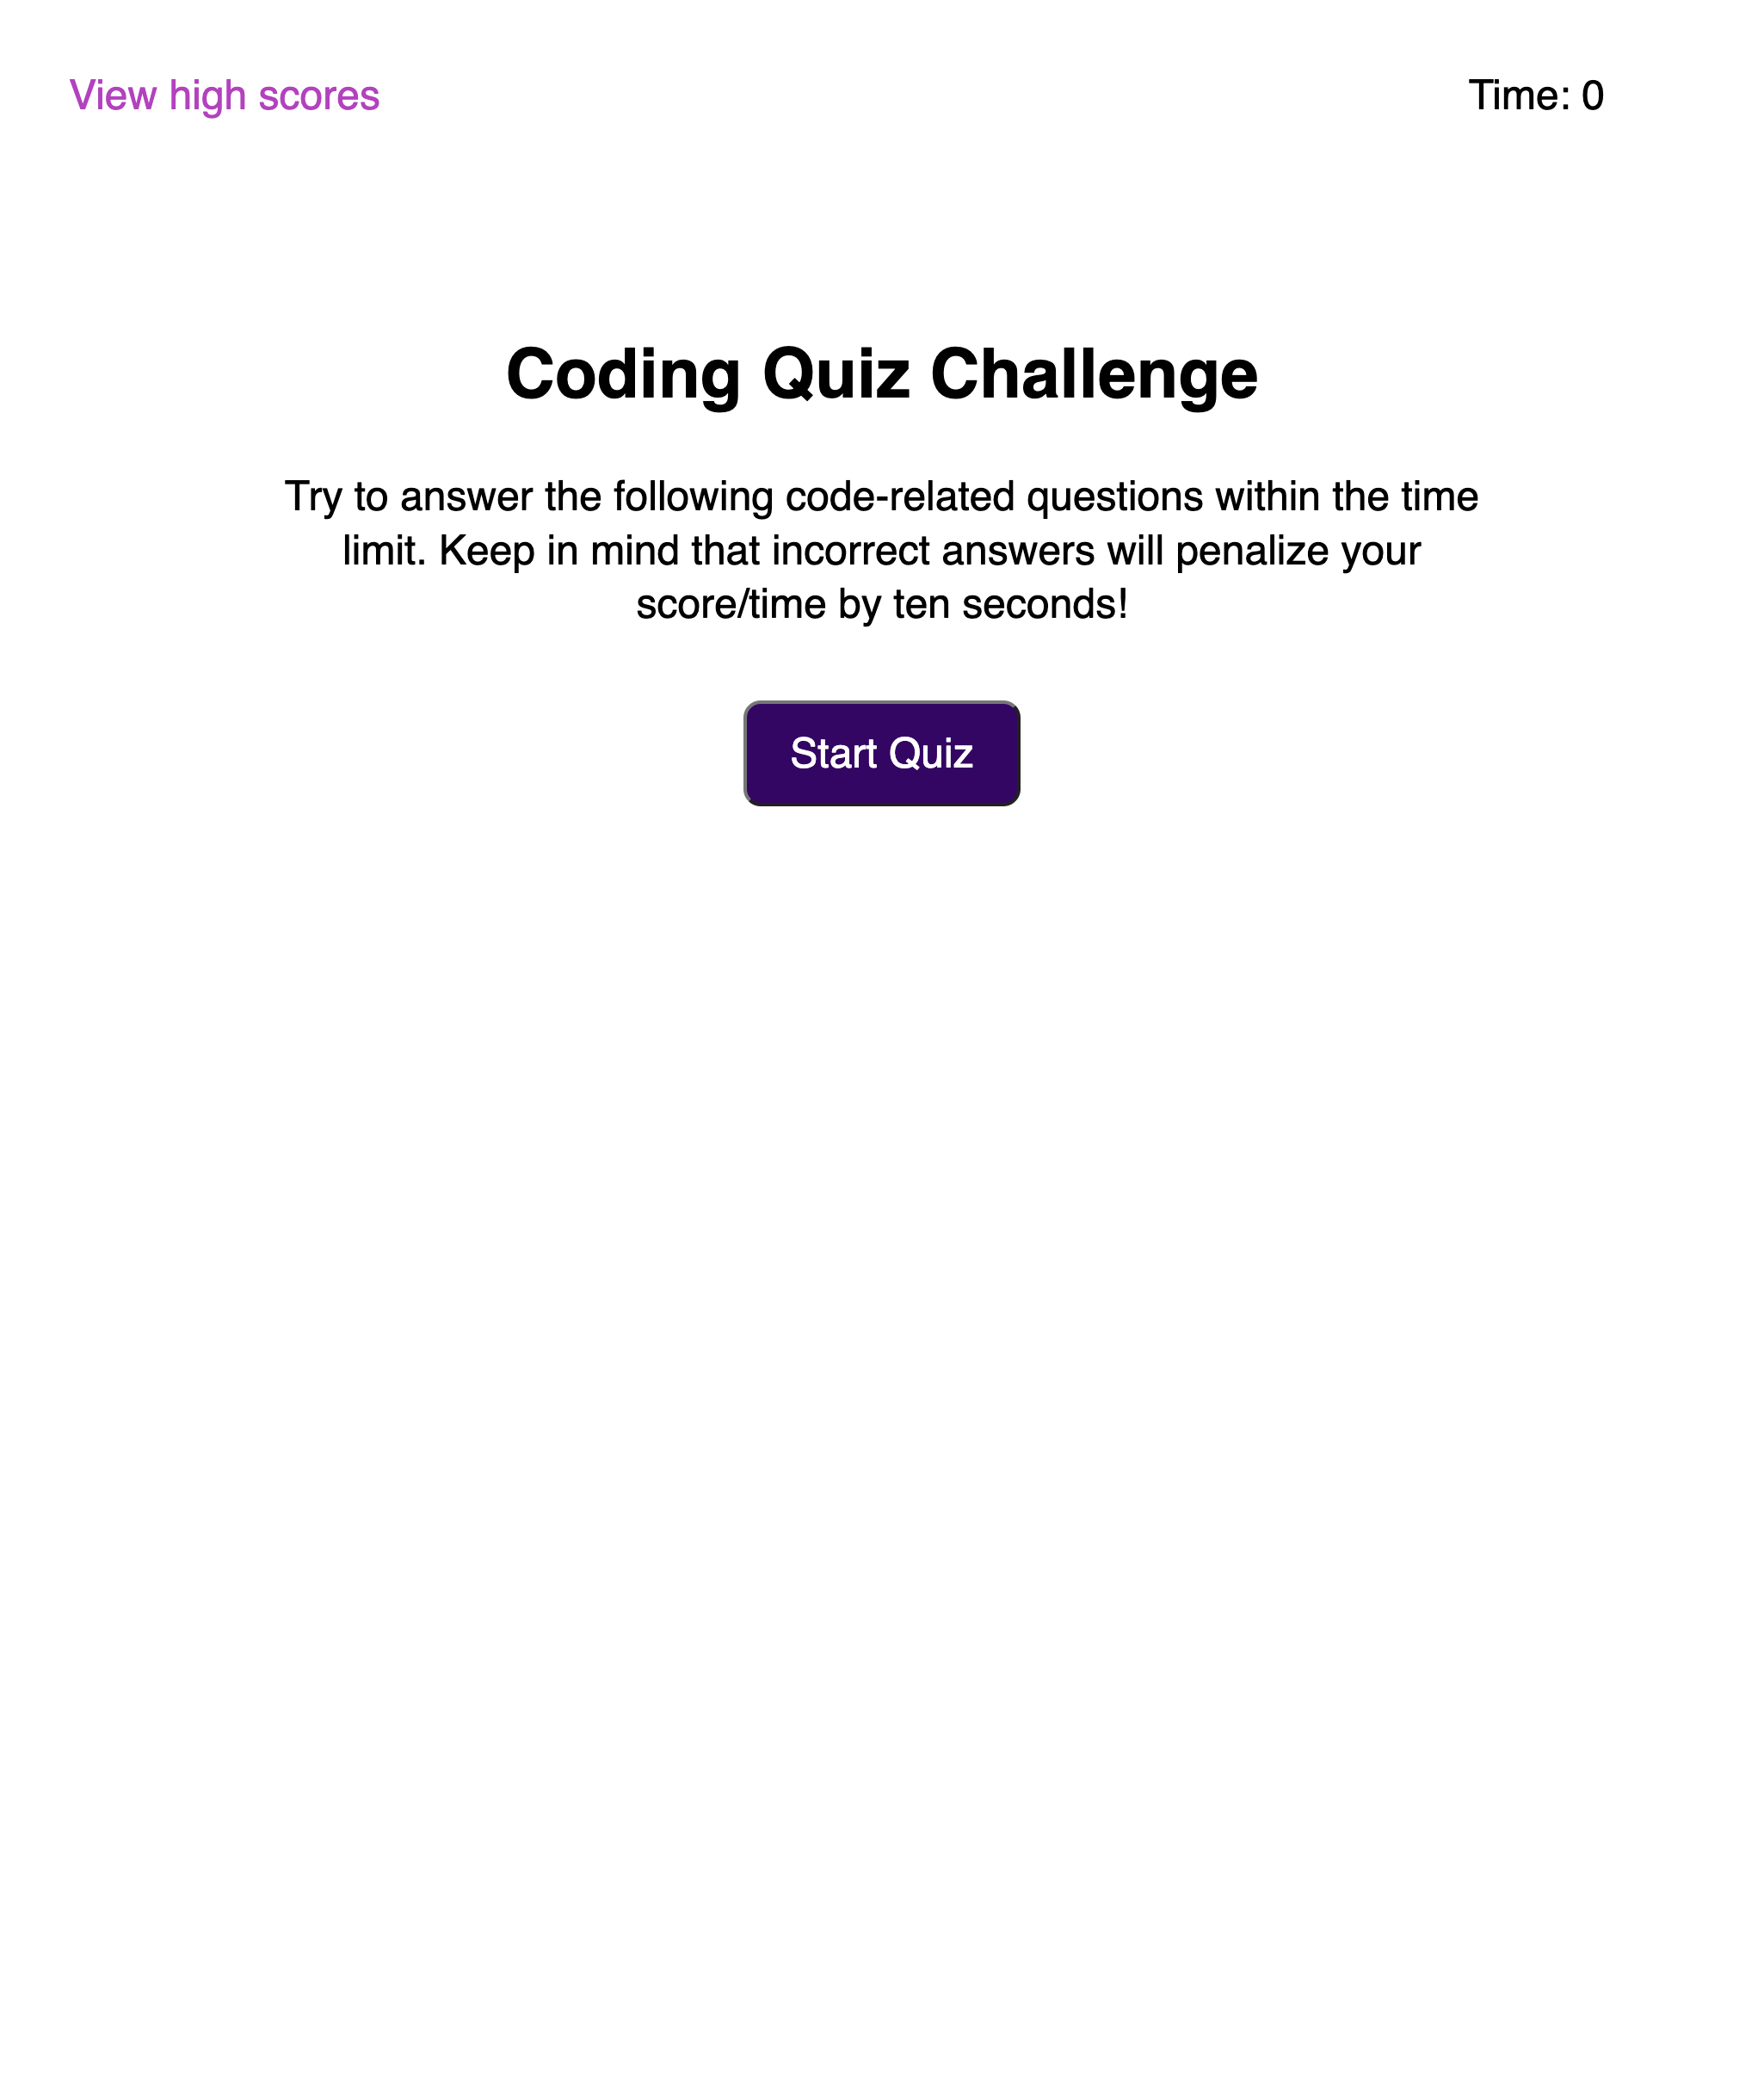 View high scores
Time: 0
Coding Quiz Challenge
Try to answer the following code-related questions within the time
limit. Keep in mind that incorrect answers will penalize your
score/time by ten seconds!
Start Quiz